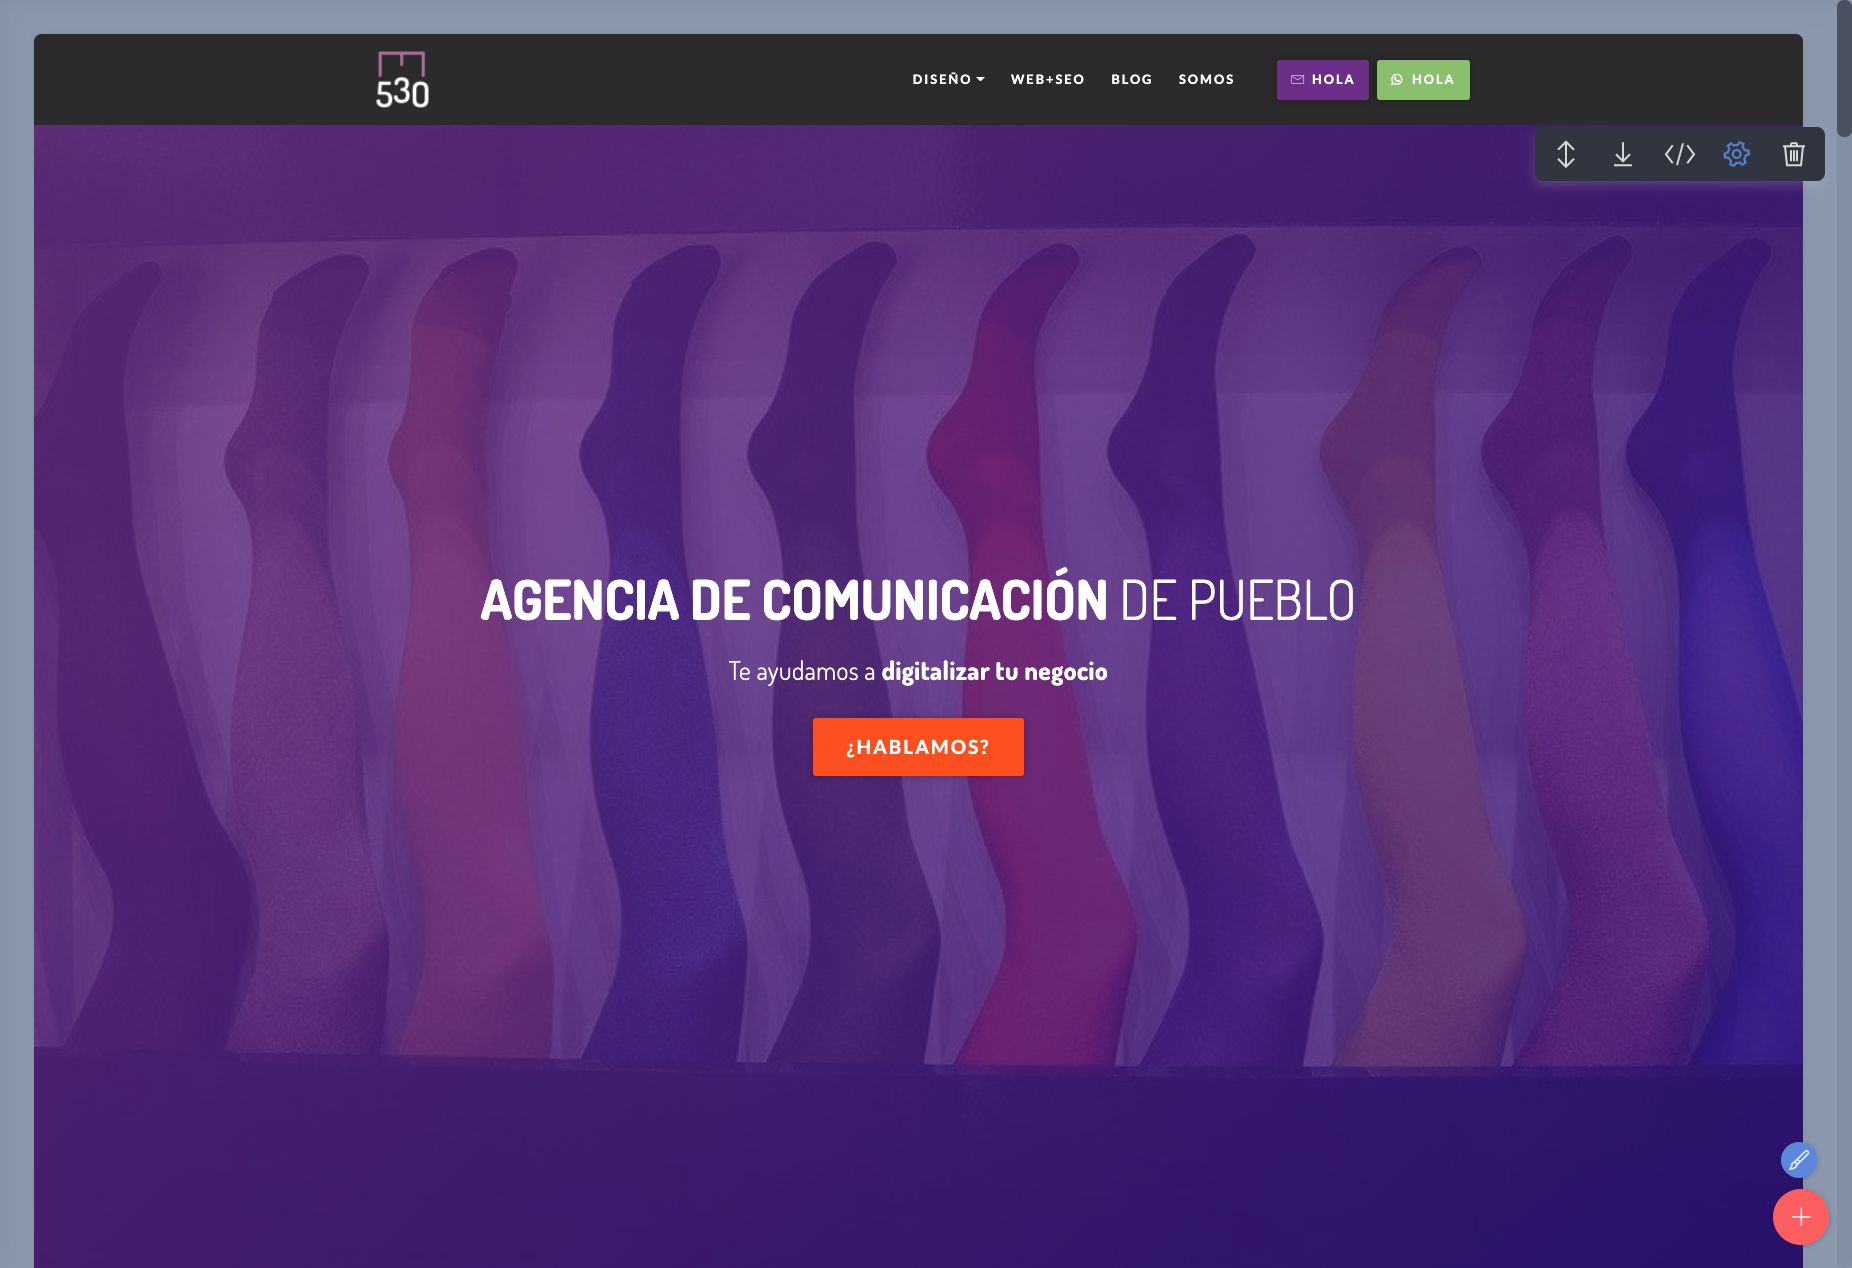 530
DISEÑO
WEB+SEO
BLOG
SOMOS
HOLA
HOLA
AGENCIA DE COMUNICACIÓN DE PUEBLO
Te ayudamos a digitalizar tu negocio
¿HABLAMOS?